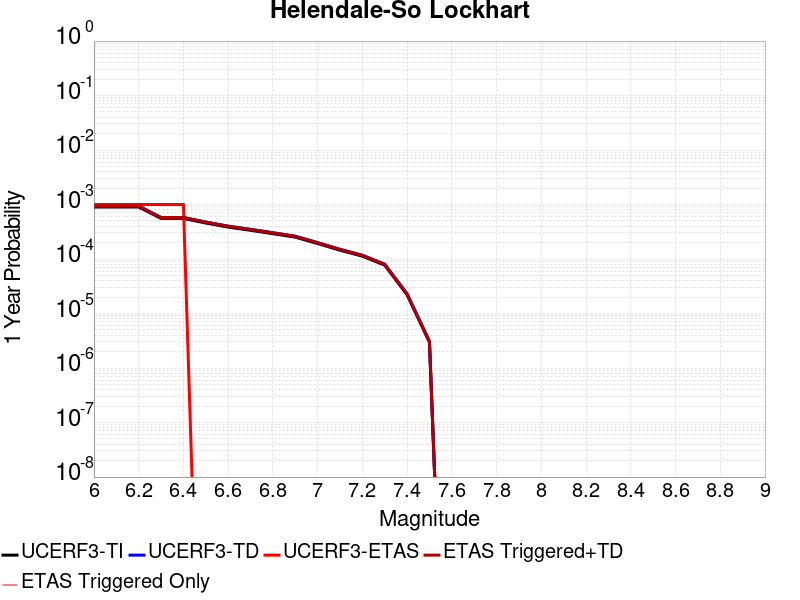 Helendale-So Lockhart
10^0
10^-1
10^-2
10^-3
10^-4
10^-5
10^-6
10^-7
10^-8
1 Year Probability
6 6.2 6.4 6.6 6.8 7 7.2 7.4 7.6 7.8 8 8.2 8.4 8.6 8.8 9
Magnitude
UCERF3-TI UCERF3-TD UCERF3-ETAS ETAS Triggered+TD
ETAS Triggered Only